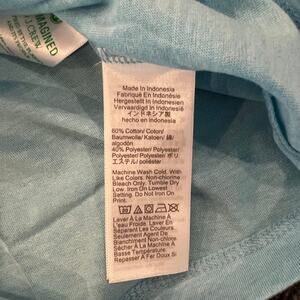 IMAGINED
J.CREW
Made In Indonesia
Fabriqué En Indonésie
Hergestellt In Indonesien
Vervaardigd In Indonesië
インドネシア製
hecho en Indonesia
60% Cotton/ Coton/
Baumwolle/ Katoen/ 綿/
algodón
40% Polyester/ Polyester/
Polyester/ Polyester/ ポリ
エステル/ poliéster
Machine Wash Cold. With
Like Colors. Non-chlorine
Bleach Only. Tumble Dry
Low. Iron On Lowest
Setting. Do Not Iron On
Trim.
Laver À La Machine À
L'eau Froide. Laver En
Séparant Les Couleurs.
Seulement Agent De
Blanchiment Non-chlore
Sécher À La Machine À
Basse Température.
Repasser À Fer Doux Si